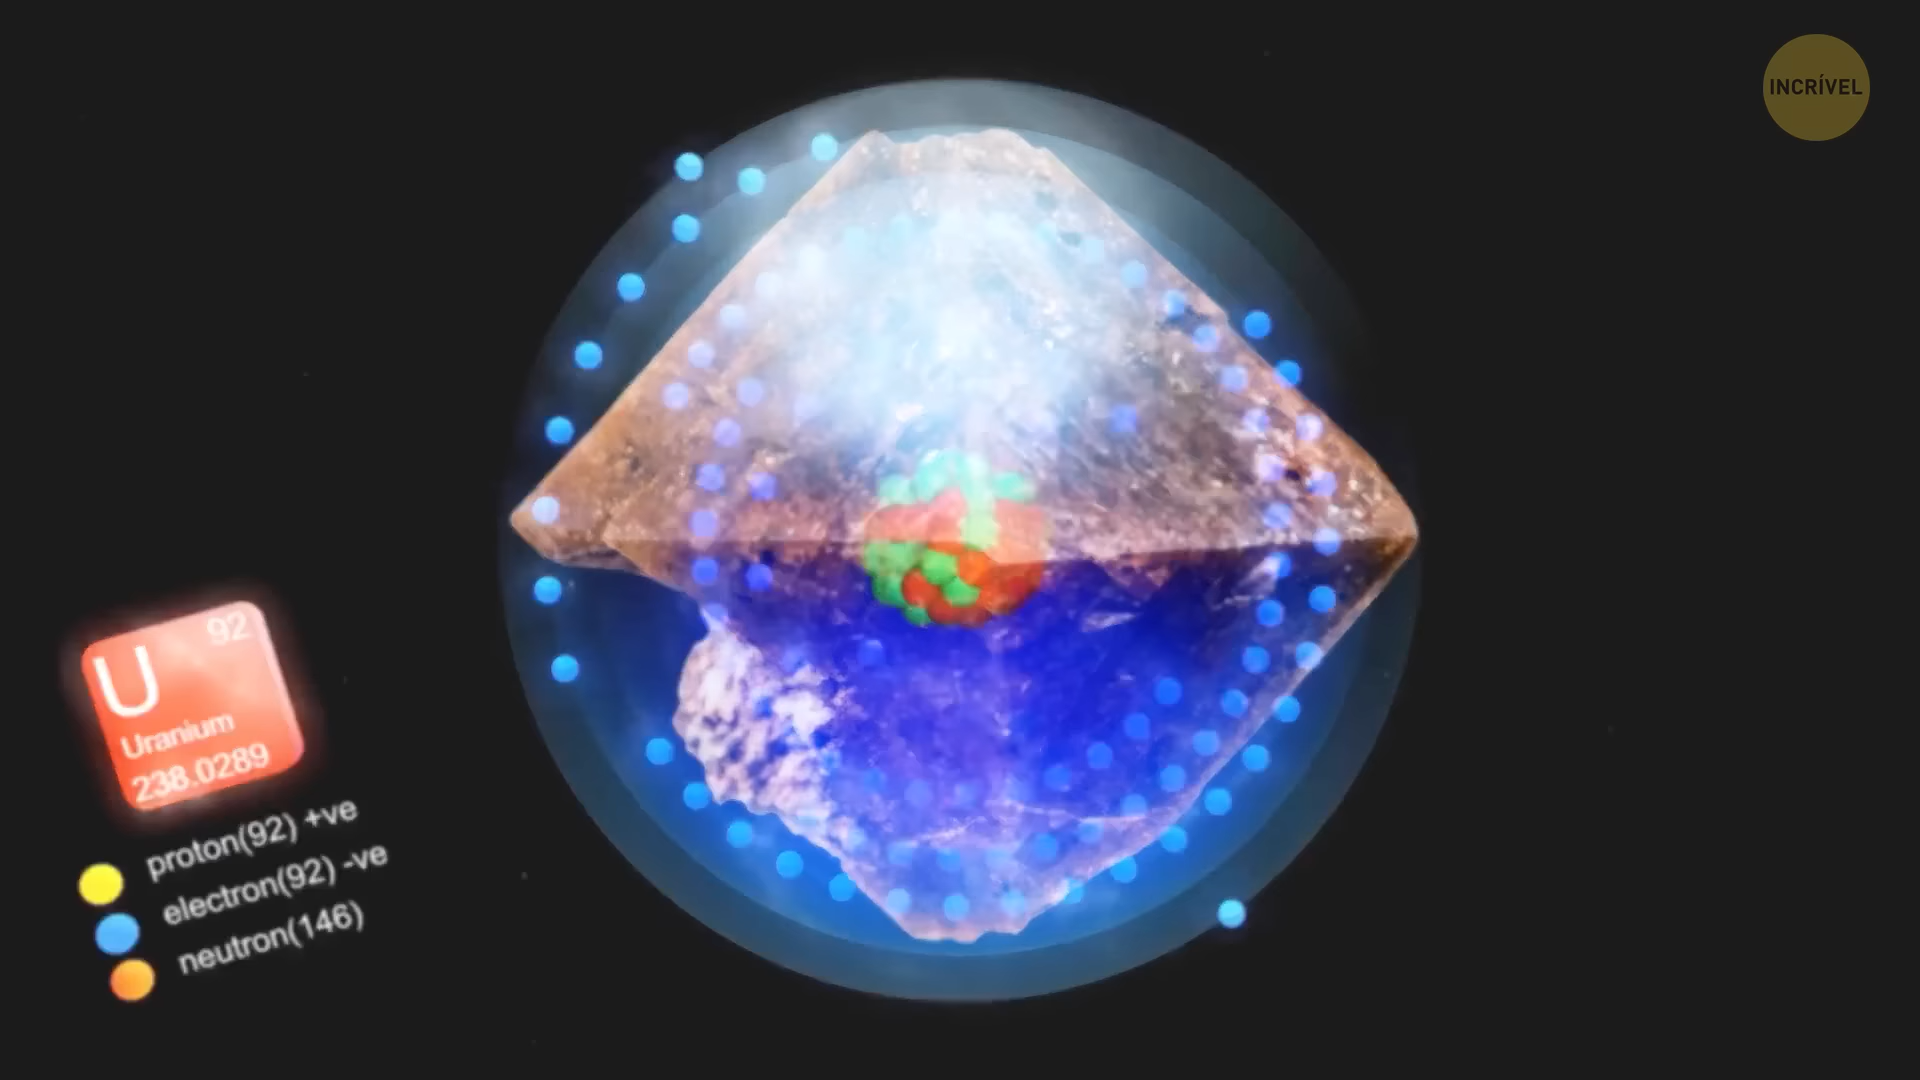 INCRÍVEL
92
U
Uranium
238.0289
proton(92) +ve
electron(92) -ve
neutron(146)